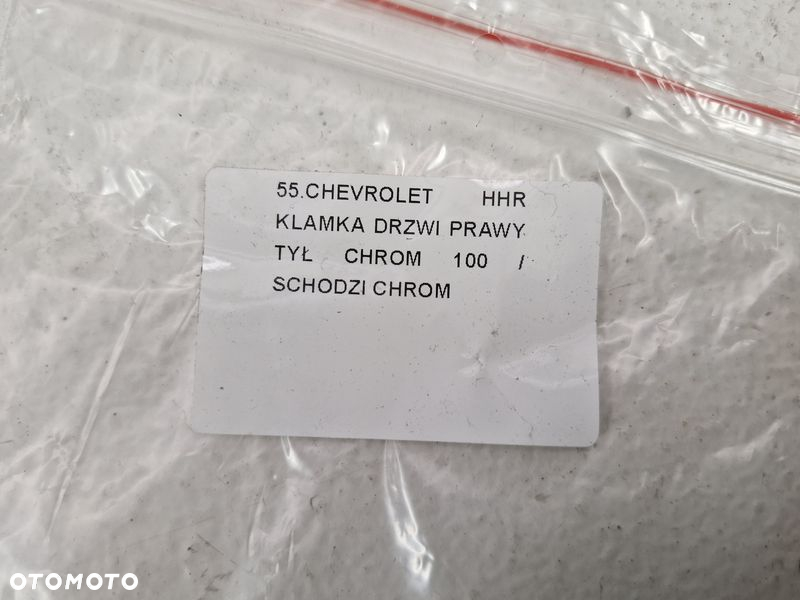 55.CHEVROLET HHR
KLAMKA DRZWI PRAWY
TYŁ CHROM 100 /
SCHODZI CHROM
OTOMOTO